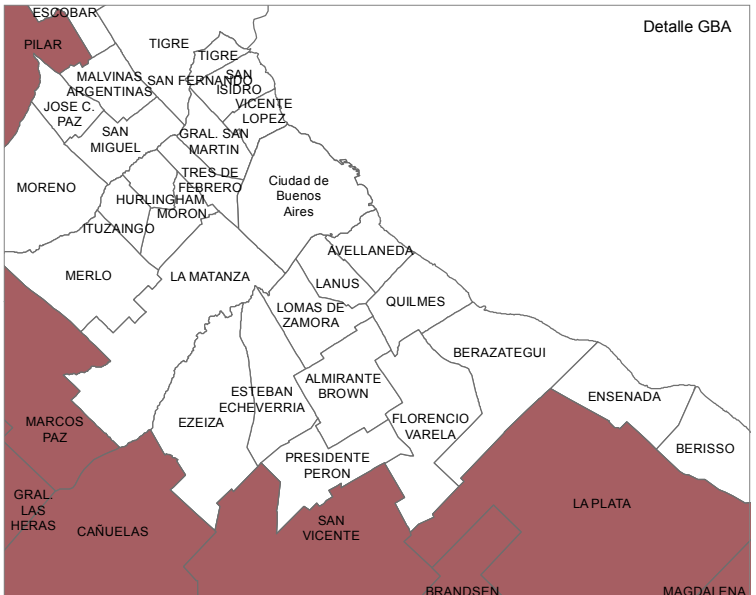 ESCOBAR
Detalle GBA
PILAR
TIGRE
TIGRE
MALVINAS
ARGENTINAS
SAN FERNANDO
SAN
ISIDRO
JOSE C.
PAZ
VICENTE
LOPEZ
SAN
MIGUEL
GRAL. SAN
MARTIN
TRES DE
FEBRERO
Ciudad de
Buenos
Aires
MORENO
HURLINGHAM
MORON
ITUZAINGO
AVELLANEDA
MERLO
LA MATANZA
LANUS
QUILMES
LOMAS DE
ZAMORA
BERAZATEGUI
ALMIRANTE
BROWN
ESTEBAN
ECHEVERRIA
ENSENADA
MARCOS
PAZ
EZEIZA
FLORENCIO
VARELA
BERISSO
PRESIDENTE
PERON
GRAL.
LAS
HERAS
LA PLATA
CAÑUELAS
SAN
VICENTE
BRANDSEN
MAGDALENA